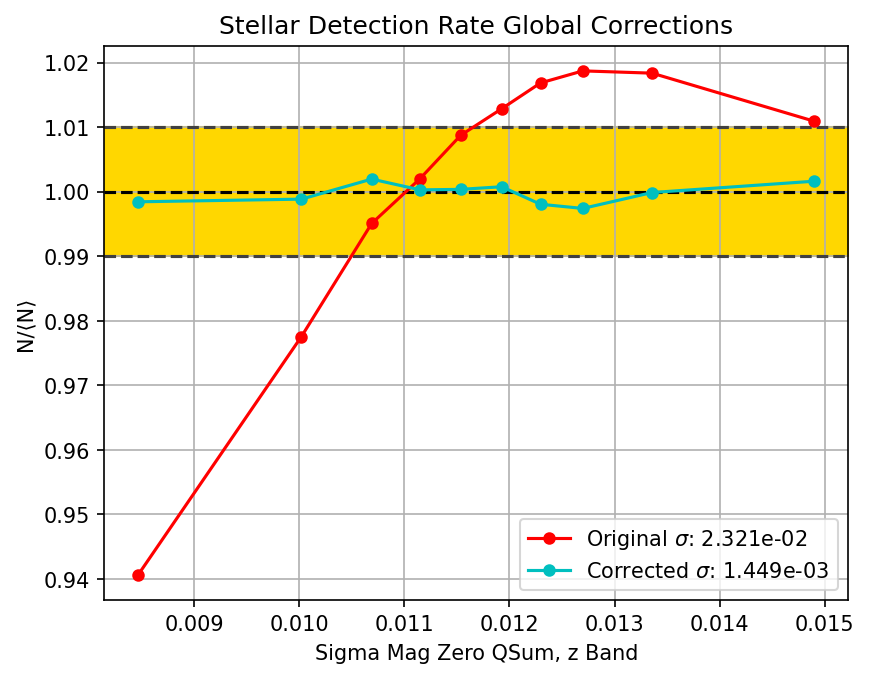 Stellar Detection Rate Global Corrections
1.02
1.01
1.00
0.99
0.98
0.97
0.96
0.95
0.94
N/⟨N⟩
Original σ: 2.321e-02
Corrected σ: 1.449e-03
0.009 0.010 0.011 0.012 0.013 0.014 0.015
Sigma Mag Zero QSum, z Band